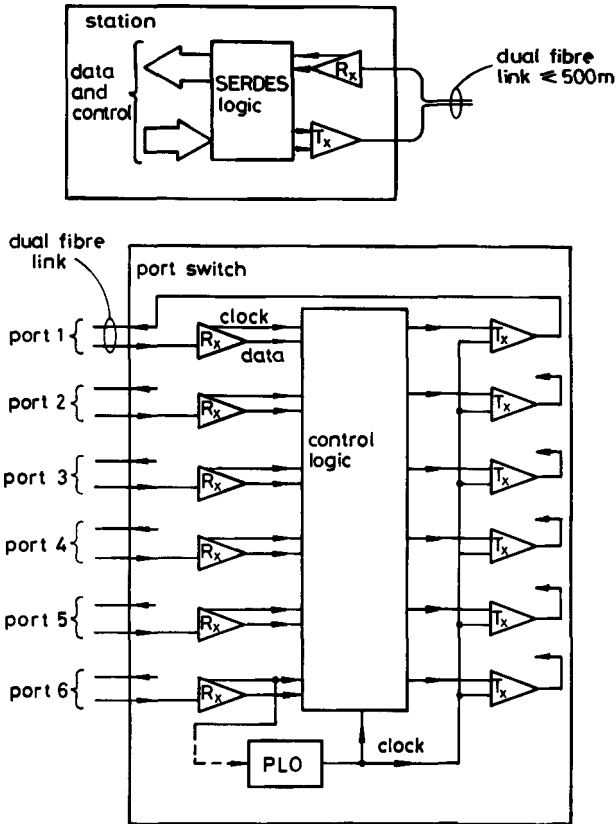 station
data
and
control
SERDES
logic
Rx
Tx
dual fibre
link ⩽ 500m
dual fibre
link
port switch
port 1
Rx
clock
data
Tx
port 2
Rx
Tx
port 3
Rx
control
logic
Tx
port 4
Rx
Tx
port 5
Rx
Tx
port 6
Rx
Tx
PLO
clock